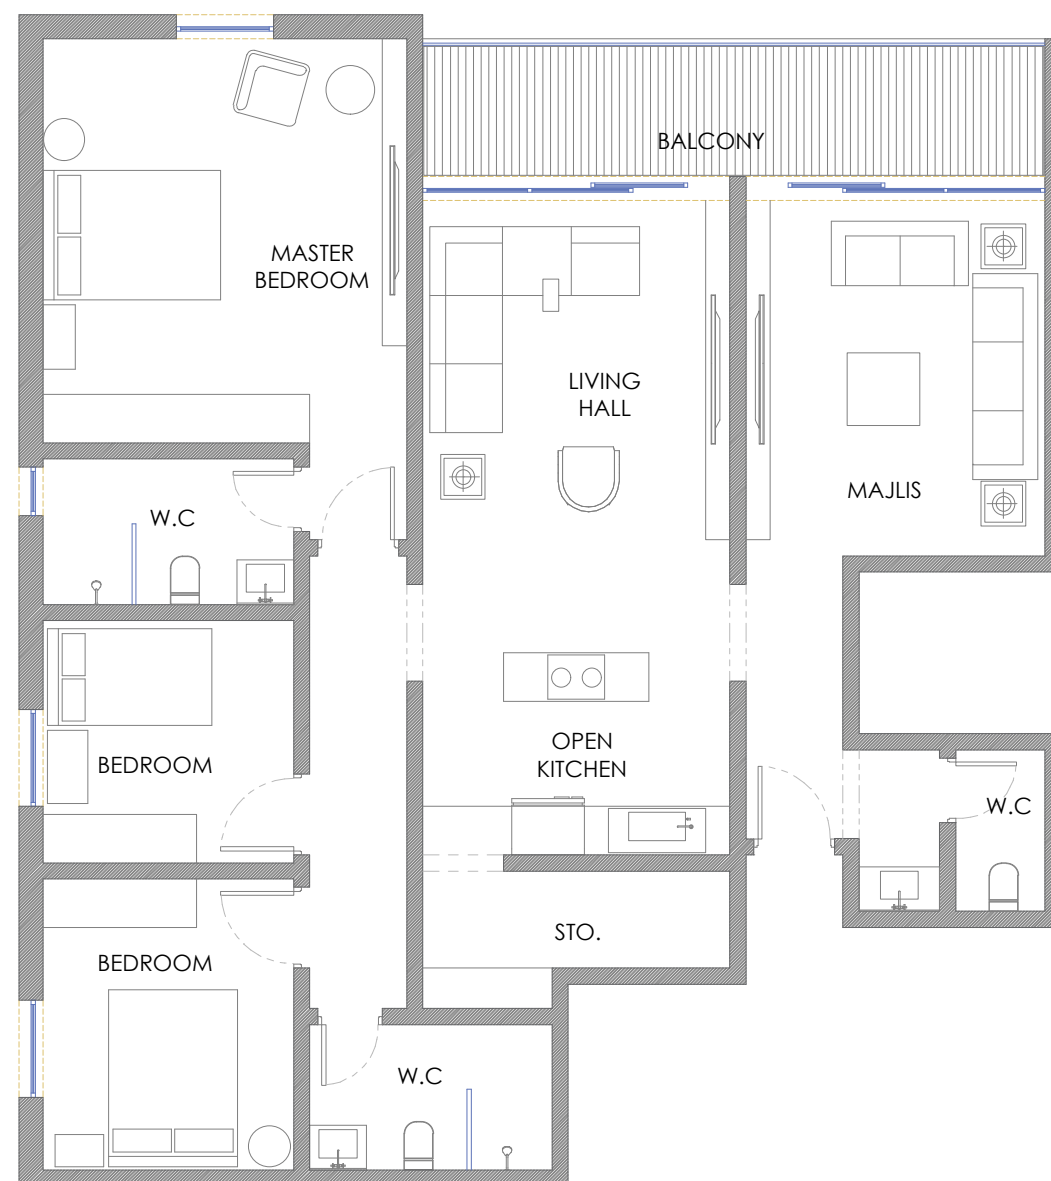 BALCONY
MASTER
BEDROOM
LIVING
HALL
MAJLIS
W.C
OPEN
KITCHEN
BEDROOM
W.C
STO.
BEDROOM
W.C